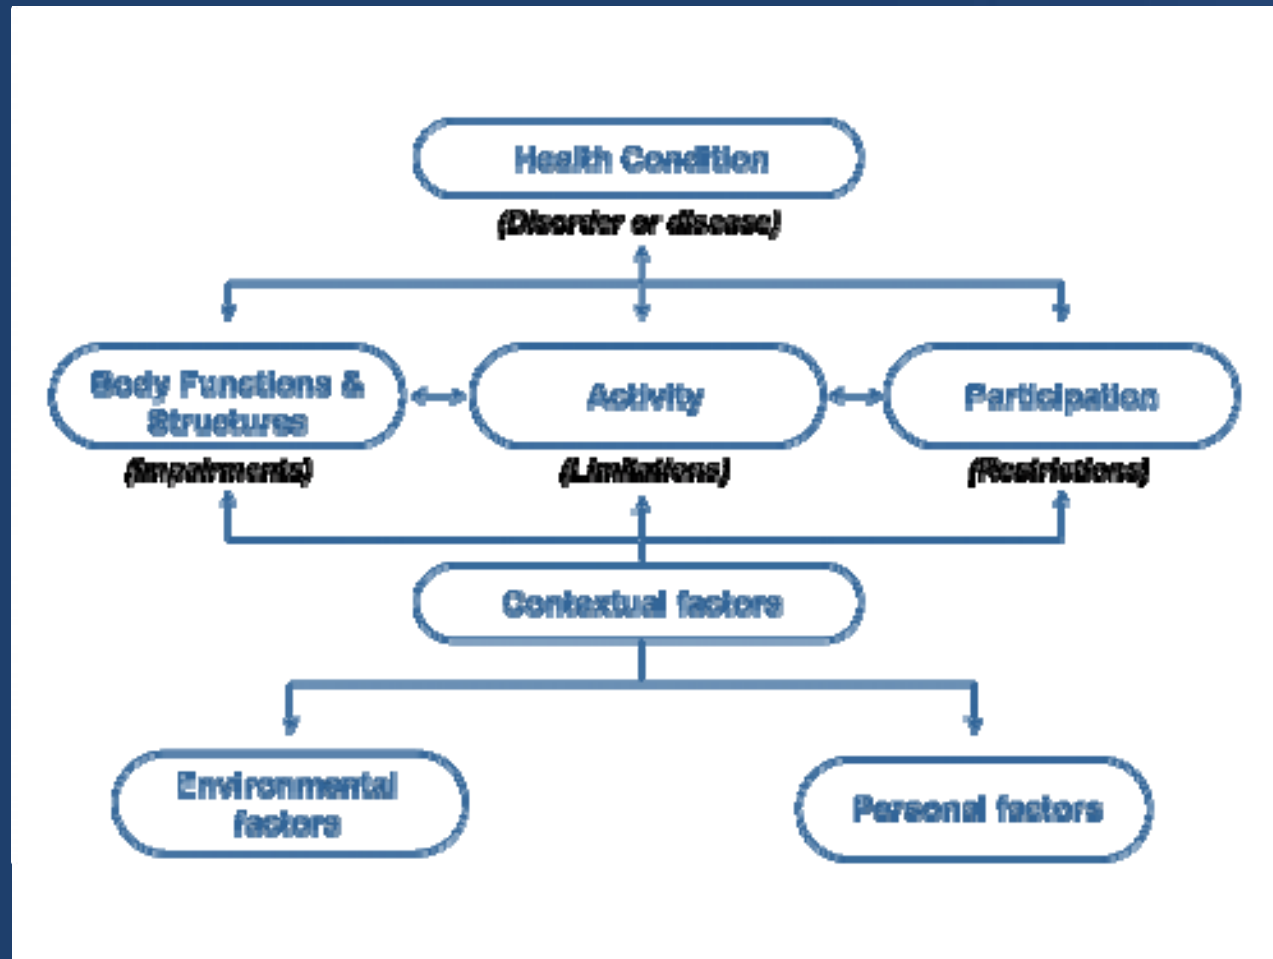 Health Condition
(Disorder or disease)
Body Functions &
Structures
Activity
Participation
(Impairments)
(Limitations)
(Restrictions)
Contextual factors
Environmental
factors
Personal factors